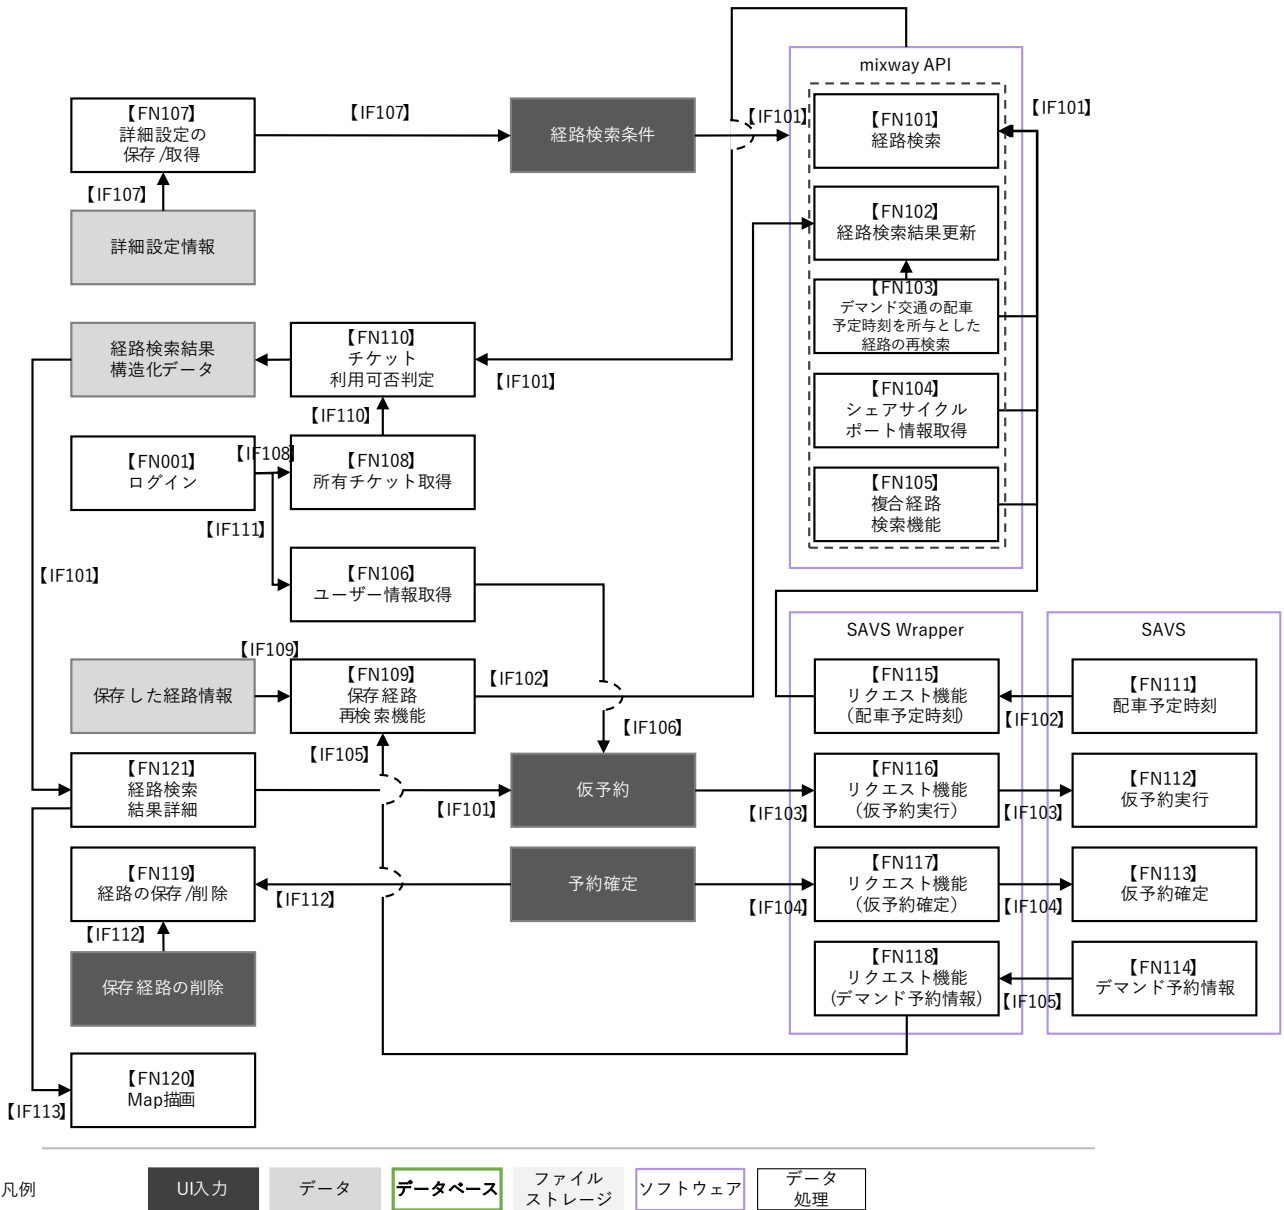 mixway API
【FN107】
詳細設定の
保存/取得
【IF107】
経路検索条件
【IF101】
【FN101】
経路検索
【IF101】
【IF107】
詳細設定情報
【FN102】
経路検索結果更新
【FN103】
デマンド交通の配車
予定時刻を所与とした
経路の再検索
経路検索結果
構造化データ
【FN110】
チケット
利用可否判定
【IF101】
【IF110】
【FN104】
シェアサイクル
ポート情報取得
【FN001】
ログイン
【IF108】
【FN108】
所有チケット取得
【FN105】
複合経路
検索機能
【IF111】
【IF101】
【FN106】
ユーザー情報取得
SAVS Wrapper
SAVS
【IF109】
保存した経路情報
【FN109】
保存経路
再検索機能
【IF102】
【FN115】
リクエスト機能
(配車予定時刻)
【IF102】
【FN111】
配車予定時刻
【IF106】
【IF105】
【FN121】
経路検索
結果詳細
【IF101】
仮予約
【IF103】
【FN116】
リクエスト機能
(仮予約実行)
【IF103】
【FN112】
仮予約実行
【FN119】
経路の保存/削除
【IF112】
予約確定
【IF104】
【FN117】
リクエスト機能
(仮予約確定)
【IF104】
【FN113】
仮予約確定
【IF112】
保存経路の削除
【FN118】
リクエスト機能
(デマンド予約情報)
【IF105】
【FN114】
デマンド予約情報
【FN120】
Map描画
【IF113】
凡例
UI入力
データ
データベース
ファイル
ストレージ
ソフトウェア
データ
処理